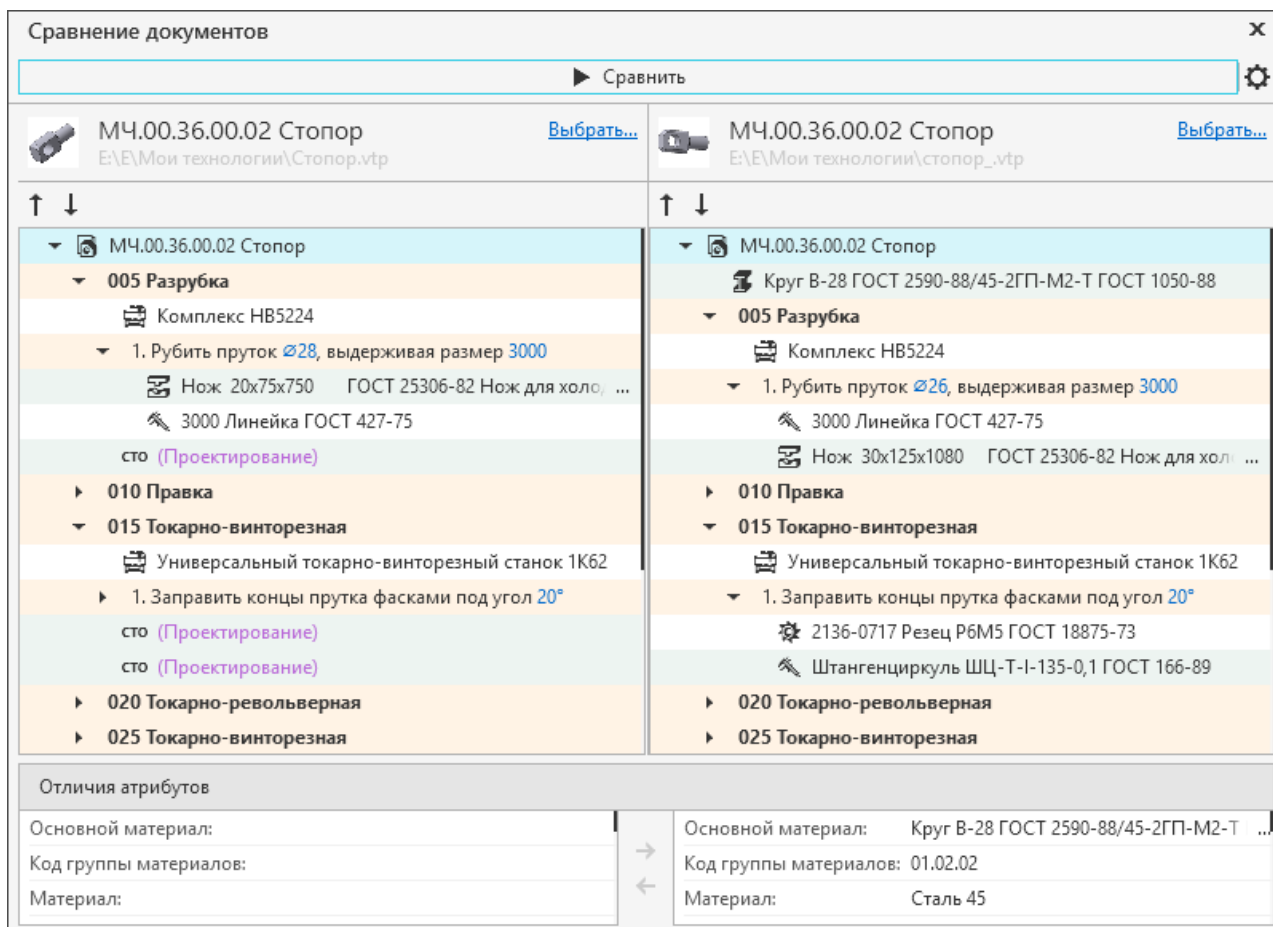 Сравнение документов
Сравнить
МЧ.00.36.00.02 Стопор
Выбрать...
E:\E\Мои технологии\Стопор.vtp
МЧ.00.36.00.02 Стопор
Выбрать...
E:\E\Мои технологии\стопор_.vtp
МЧ.00.36.00.02 Стопор
005 Разрубка
Комплекс НВ5224
1. Рубить пруток ⌀28, выдерживая размер 3000
Нож 20х75х750 ГОСТ 25306-82 Нож для холо ...
3000 Линейка ГОСТ 427-75
сто (Проектирование)
010 Правка
015 Токарно-винторезная
Универсальный токарно-винторезный станок 1К62
1. Заправить концы прутка фасками под угол 20°
сто (Проектирование)
сто (Проектирование)
020 Токарно-револьверная
025 Токарно-винторезная
МЧ.00.36.00.02 Стопор
Круг В-28 ГОСТ 2590-88/45-2ГП-М2-Т ГОСТ 1050-88
005 Разрубка
Комплекс НВ5224
1. Рубить пруток ⌀26, выдерживая размер 3000
3000 Линейка ГОСТ 427-75
Нож 30х125х1080 ГОСТ 25306-82 Нож для хол ...
010 Правка
015 Токарно-винторезная
Универсальный токарно-винторезный станок 1К62
1. Заправить концы прутка фасками под угол 20°
2136-0717 Резец Р6М5 ГОСТ 18875-73
Штангенциркуль ШЦ-Т-I-135-0,1 ГОСТ 166-89
020 Токарно-револьверная
025 Токарно-винторезная
Отличия атрибутов
Основной материал:
Код группы материалов:
Материал:
Основной материал: Круг В-28 ГОСТ 2590-88/45-2ГП-М2-Т ...
Код группы материалов: 01.02.02
Материал: Сталь 45